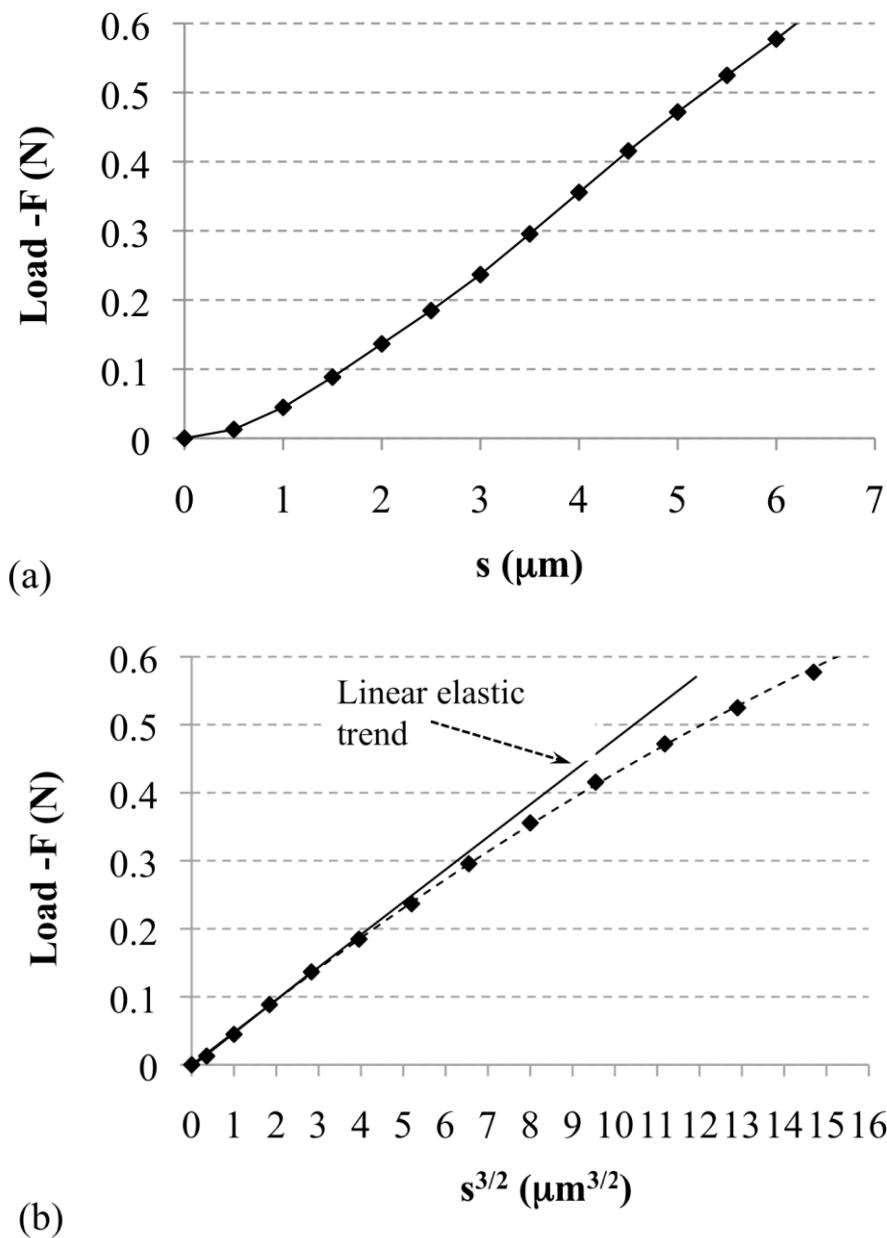 0.6
0.5
0.4
0.3
0.2
0.1
0
Load -F (N)
0 1 2 3 4 5 6 7
s (μm)
(a)
0.6
0.5
0.4
0.3
0.2
0.1
0
Load -F (N)
Linear elastic
trend
0 1 2 3 4 5 6 7 8 9 10 11 12 13 14 15 16
s^3/2 (μm^3/2)
(b)